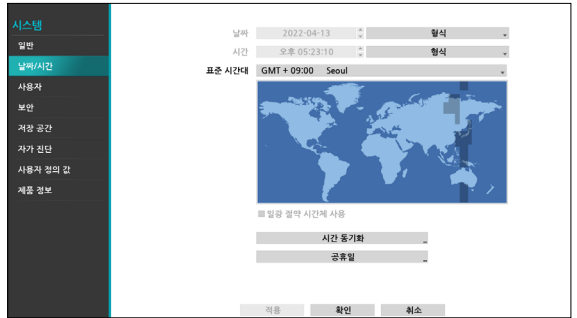 시스템
일반
날짜/시간
사용자
보안
저장 공간
자가 진단
사용자 정의 값
제품 정보
날짜 2022-04-13 형식
시간 오후 05:23:10 형식
표준 시간대 GMT + 09:00 Seoul
일광 절약 시간제 사용
시간 동기화
공휴일
적용 확인 취소